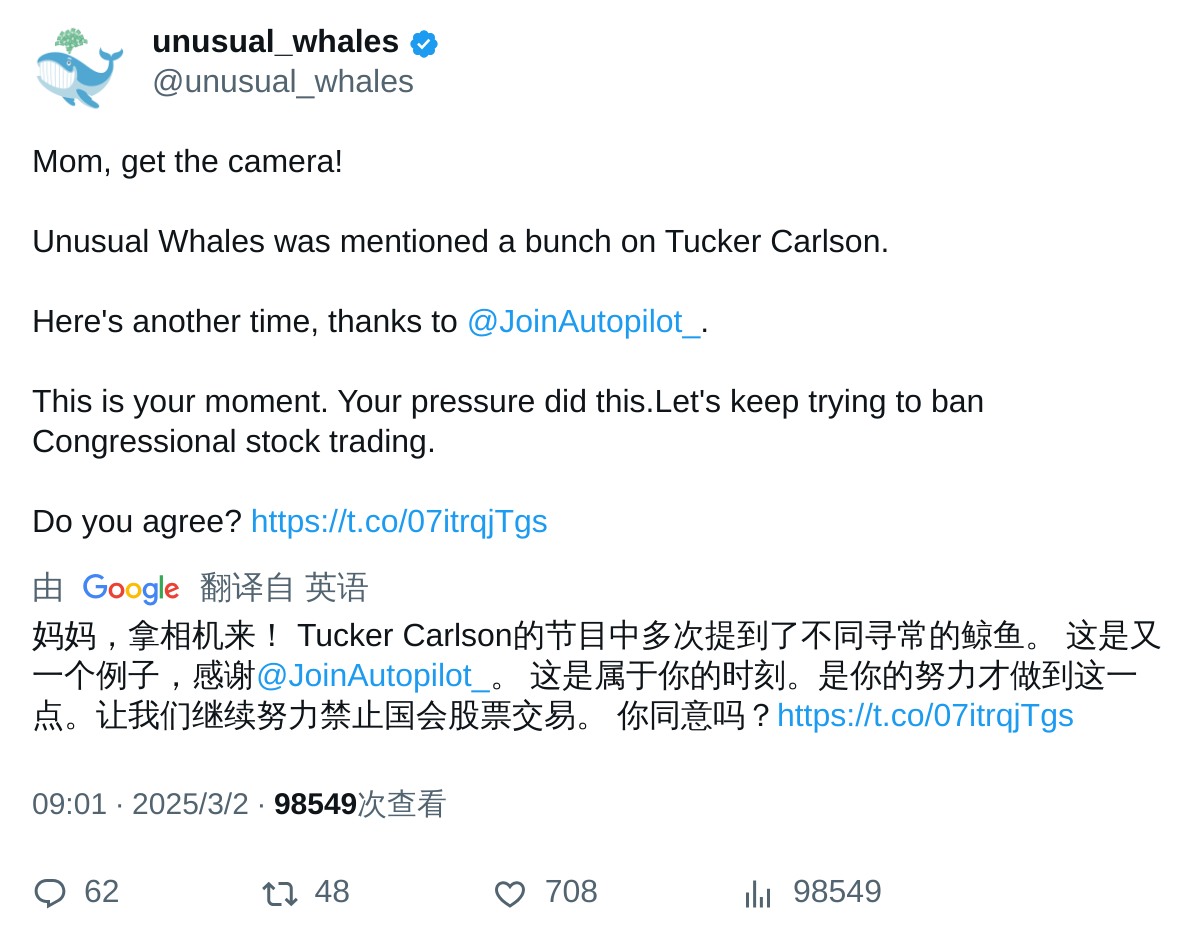 unusual_whales
@unusual_whales
Mom, get the camera!
Unusual Whales was mentioned a bunch on Tucker Carlson.
Here's another time, thanks to @JoinAutopilot_.
This is your moment. Your pressure did this.Let's keep trying to ban
Congressional stock trading.
Do you agree? https://t.co/07itrqjTgs
由 Google 翻译自 英语
妈妈，拿相机来！ Tucker Carlson的节目中多次提到了不同寻常的鲸鱼。 这是又
一个例子，感谢@JoinAutopilot_。 这是属于你的时刻。是你的努力才做到这一
点。让我们继续努力禁止国会股票交易。 你同意吗？https://t.co/07itrqjTgs
09:01 · 2025/3/2 · 98549次查看
62 48 708 98549